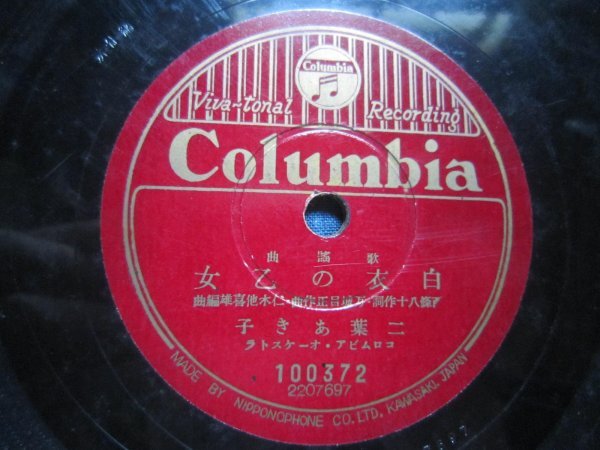 Columbia
Viva-tonal Recording
Columbia
歌謠曲
白衣の乙女
西條八十作詞・万城目正作曲・仁木他喜雄編曲
二葉あき子
コロムビア・オーケストラ
100372
2207697
MADE BY NIPPONOPHONE CO. LTD., KAWASAKI, JAPAN